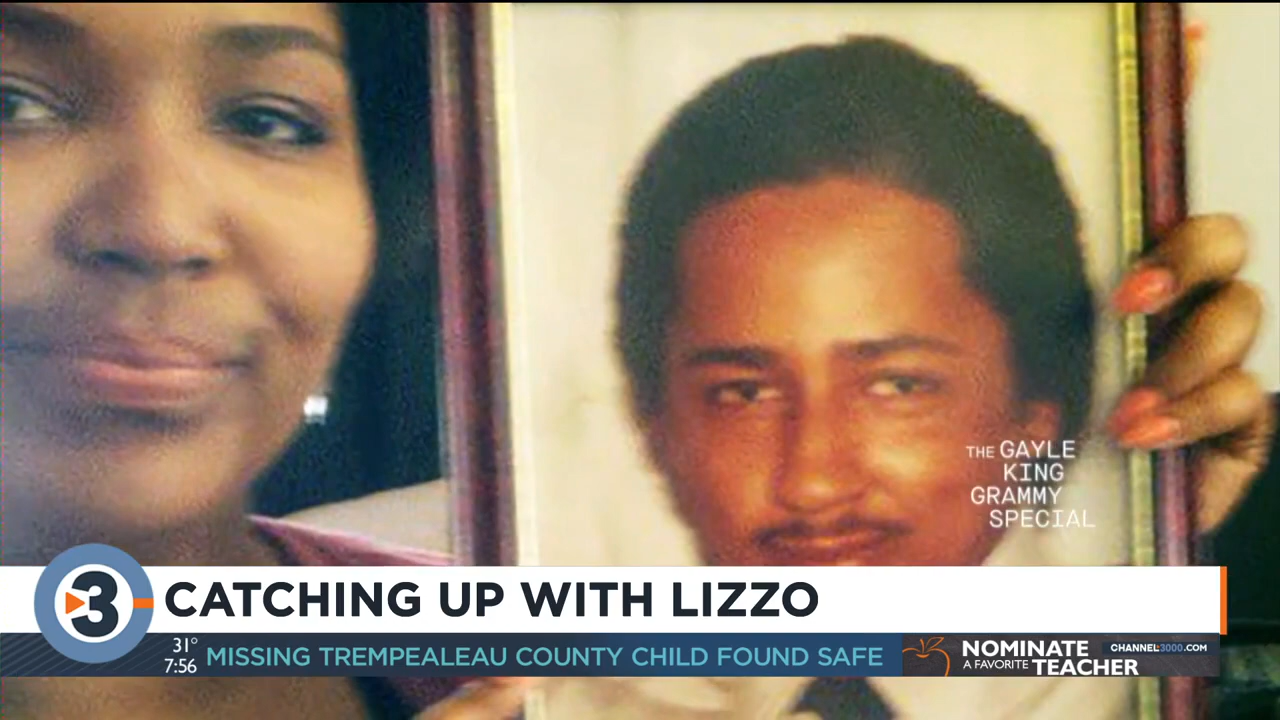 THE GAYLE
KING
GRAMMY
SPECIAL
3 CATCHING UP WITH LIZZO
31°
7:56
MISSING TREMPEALEAU COUNTY CHILD FOUND SAFE
NOMINATE
A FAVORITE TEACHER
CHANNEL3000.COM